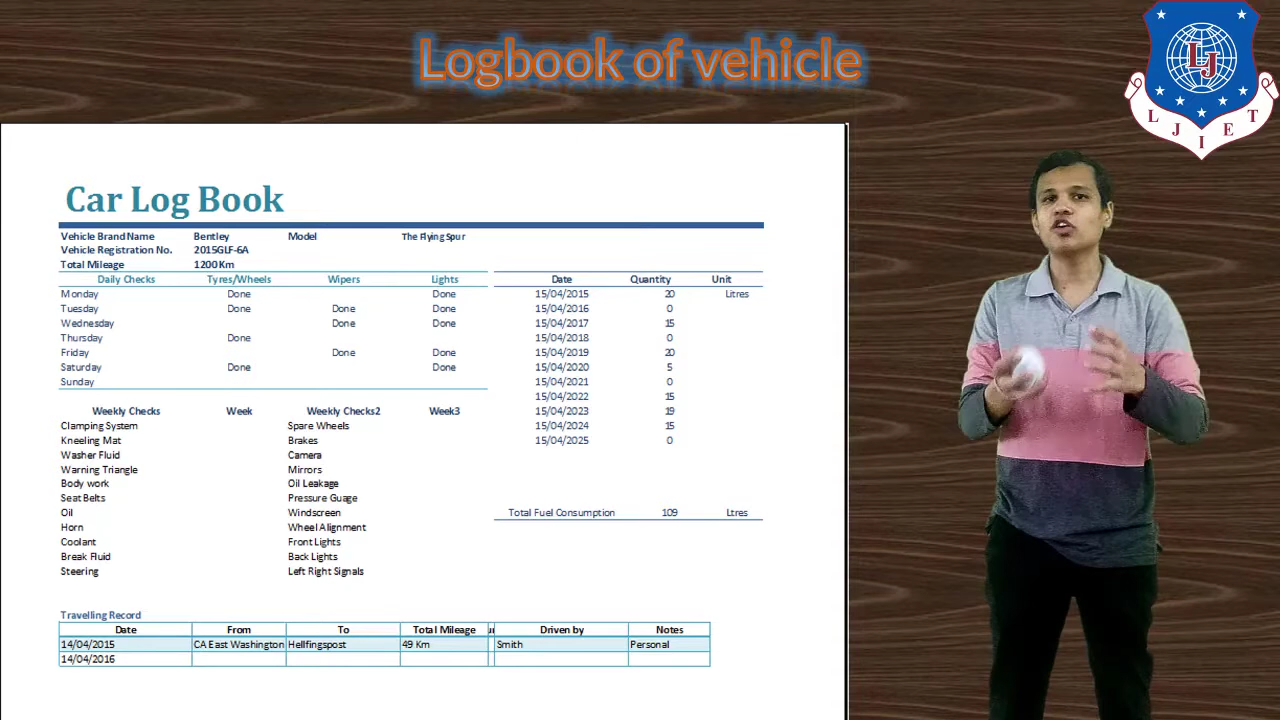 Logbook of vehicle
L J I E T
LJ
Car Log Book
Vehicle Brand Name Bentley Model The Flying Spur
Vehicle Registration No. 2015GLF-6A
Total Mileage 1200 Km
Daily Checks Tyres/Wheels Wipers Lights Date Quantity Unit
Monday Done Done 15/04/2015 20 Litres
Tuesday Done Done Done 15/04/2016 0
Wednesday Done Done 15/04/2017 15
Thursday Done 15/04/2018 0
Friday Done Done 15/04/2019 20
Saturday Done Done 15/04/2020 5
Sunday 15/04/2021 0
15/04/2022 15
Weekly Checks Week Weekly Checks2 Week3 15/04/2023 19
Clamping System Spare Wheels 15/04/2024 15
Kneeling Mat Brakes 15/04/2025 0
Washer Fluid Camera
Warning Triangle Mirrors
Body work Oil Leakage
Seat Belts Pressure Guage
Oil Windscreen Total Fuel Consumption 109 Ltres
Horn Wheel Alignment
Coolant Front Lights
Break Fluid Back Lights
Steering Left Right Signals
Travelling Record
Date From To Total Mileage Driven by Notes
14/04/2015 CA East Washington Hellfingspost 49 Km Smith Personal
14/04/2016